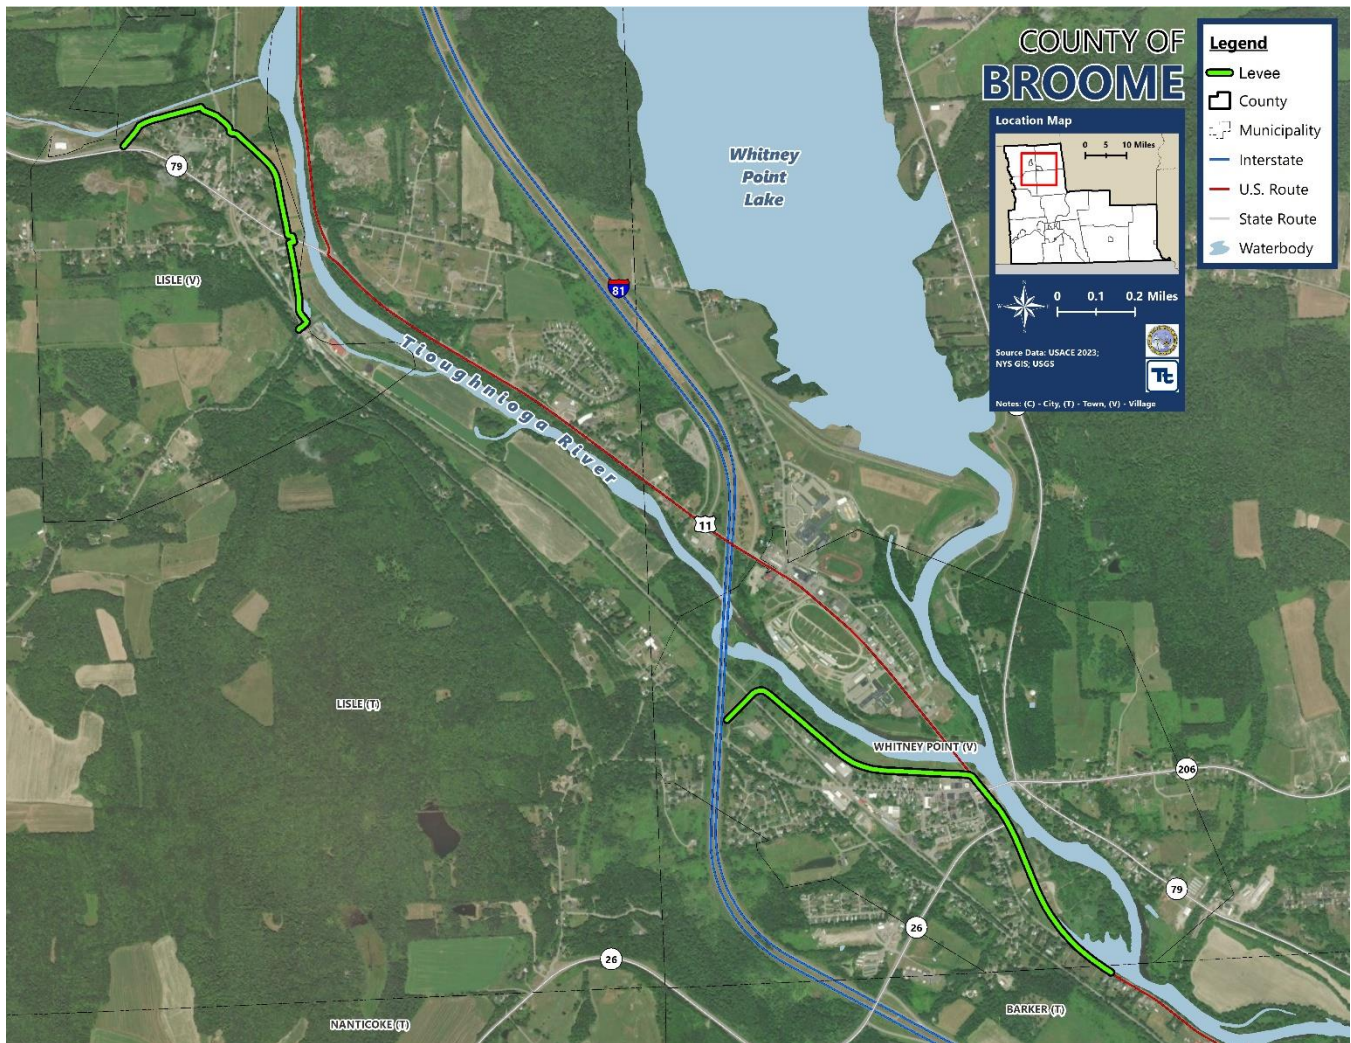 COUNTY OF
BROOME
Location Map
0 5 10 Miles
W E
N
S
0 0.1 0.2 Miles
Source Data: USACE 2023;
NYS GIS; USGS
Tt
Notes: (C) - City, (T) - Town, (V) - Village
Legend
Levee
County
Municipality
Interstate
U.S. Route
State Route
Waterbody
Whitney
Point
Lake
79
LISLE (V)
81
Tioughnioga River
11
LISLE (T)
WHITNEY POINT (V)
206
79
26
26
BARKER (T)
NANTICOKE (T)